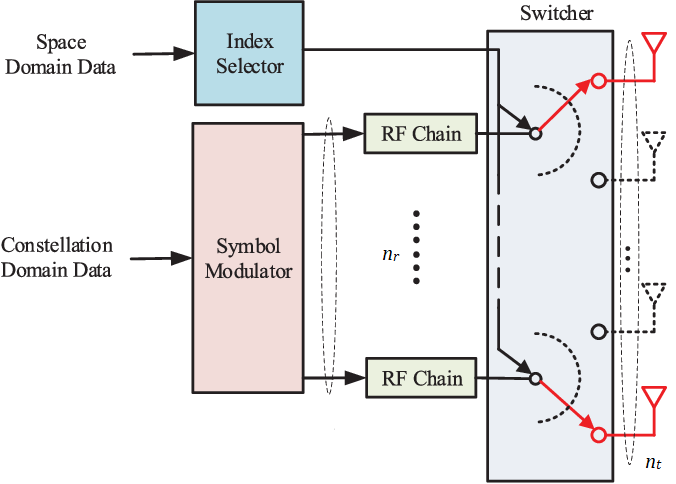 Switcher
Space
Domain Data
Index
Selector
RF Chain
Constellation
Domain Data
Symbol
Modulator
n_r
RF Chain
n_t